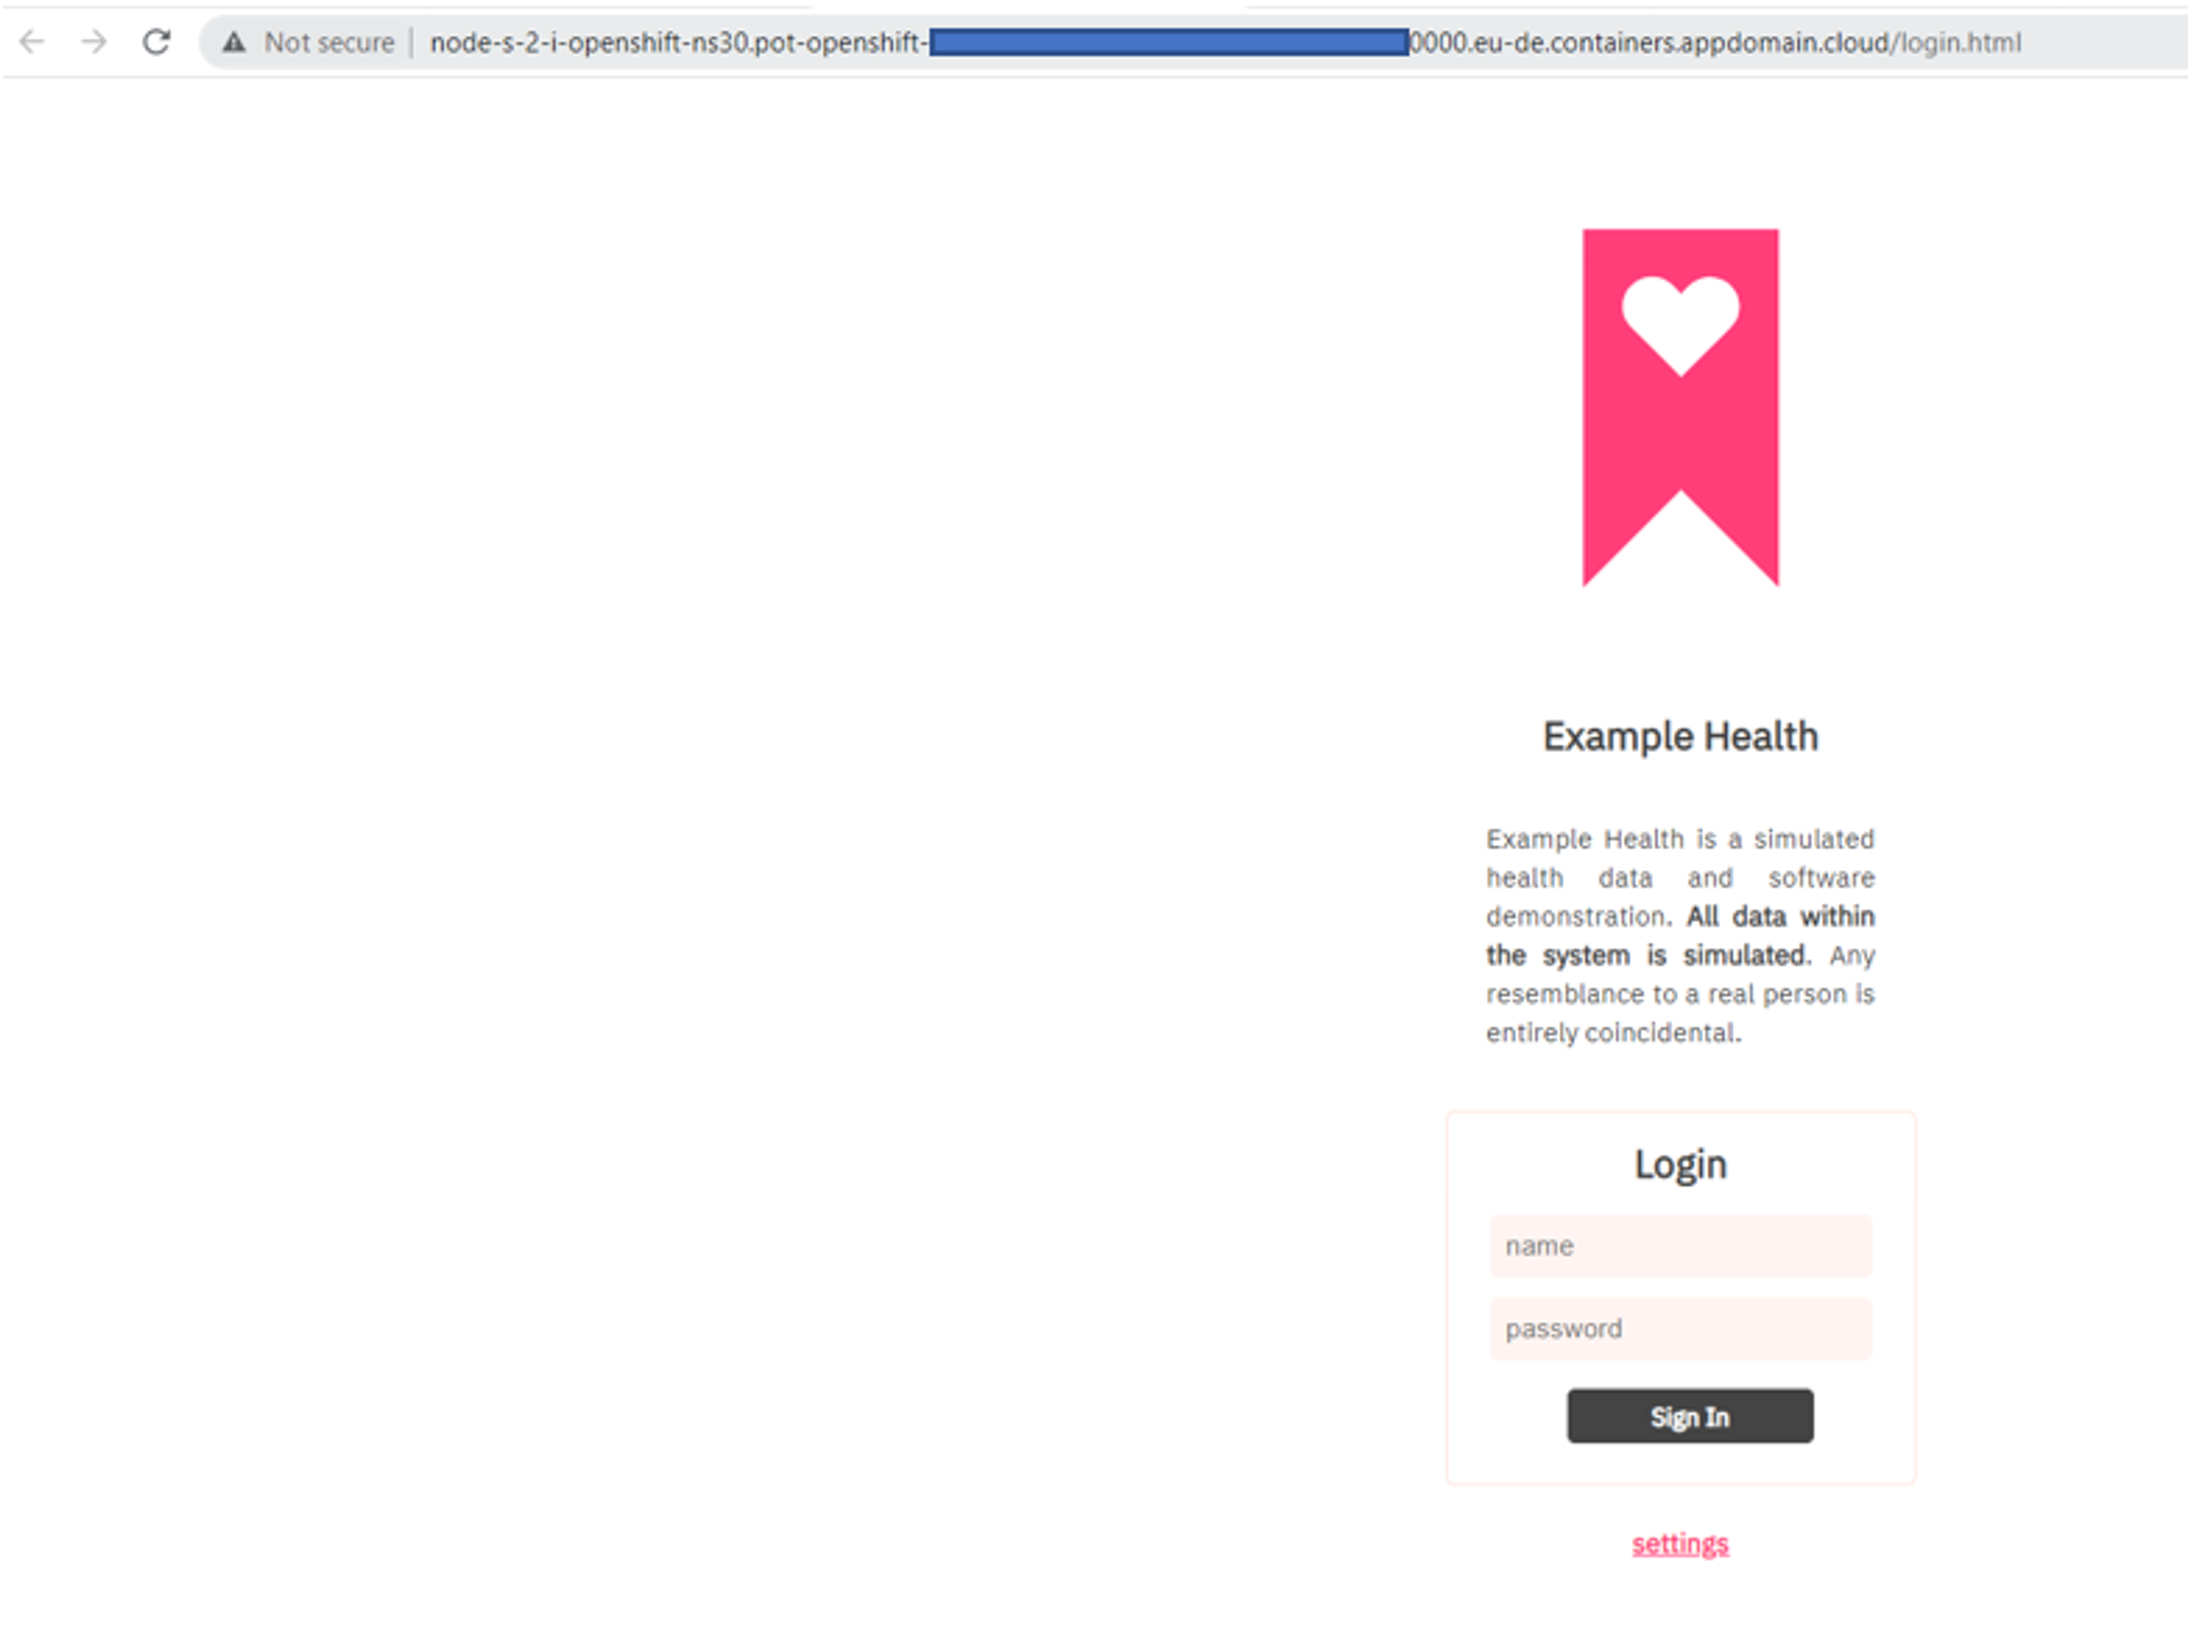 Not secure | node-s-2-i-openshift-ns30.pot-openshift-0000.eu-de.containers.appdomain.cloud/login.html
Example Health
Example Health is a simulated
health data and software
demonstration. All data within
the system is simulated. Any
resemblance to a real person is
entirely coincidental.
Login
name
password
Sign In
settings